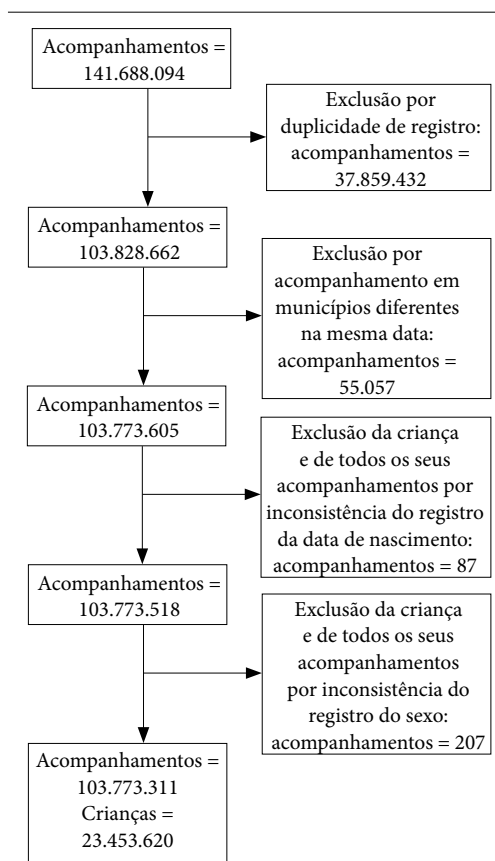 Acompanhamentos =
141.688.094
Exclusão por
duplicidade de registro:
acompanhamentos =
37.859.432
Acompanhamentos =
103.828.662
Exclusão por
acompanhamento em
municípios diferentes
na mesma data:
acompanhamentos =
55.057
Acompanhamentos =
103.773.605
Exclusão da criança
e de todos os seus
acompanhamentos por
inconsistência do registro
da data de nascimento:
acompanhamentos = 87
Acompanhamentos =
103.773.518
Exclusão da criança
e de todos os seus
acompanhamentos
por inconsistência do
registro do sexo:
acompanhamentos = 207
Acompanhamentos =
103.773.311
Crianças =
23.453.620